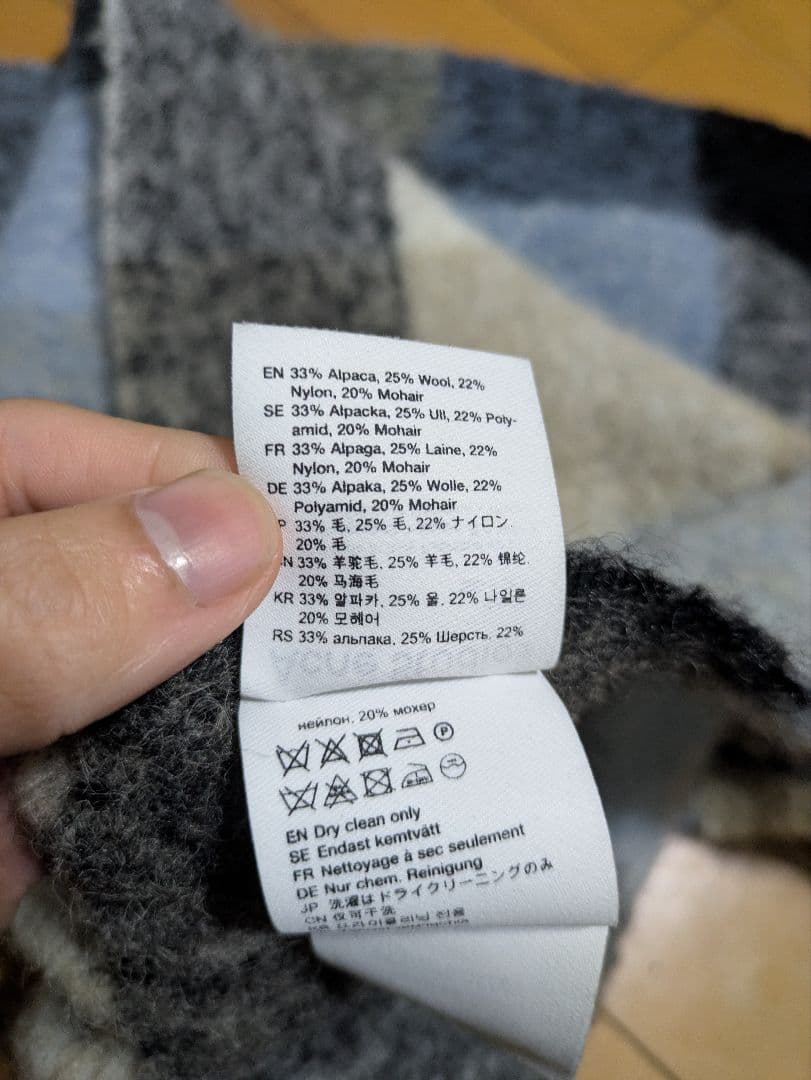 EN 33% Alpaca, 25% Wool, 22%
Nylon, 20% Mohair
SE 33% Alpacka, 25% Ull, 22% Poly-
amid, 20% Mohair
FR 33% Alpaga, 25% Laine, 22%
Nylon, 20% Mohair
DE 33% Alpaka, 25% Wolle, 22%
Polyamid, 20% Mohair
P 33% 毛, 25% 毛, 22% ナイロン.
20% 毛
N 33% 羊驼毛, 25% 羊毛, 22% 锦纶.
20% 马海毛
KR 33% 알파카, 25% 울. 22% 나일론
20% 모헤어
RS 33% альпака, 25% Шерсть, 22%
нейлон, 20% мохер
P
EN Dry clean only
SE Endast kemtvätt
FR Nettoyage à sec seulement
DE Nur chem. Reinigung
JP 洗濯はドライクリーニングのみ
CN 仅可干洗